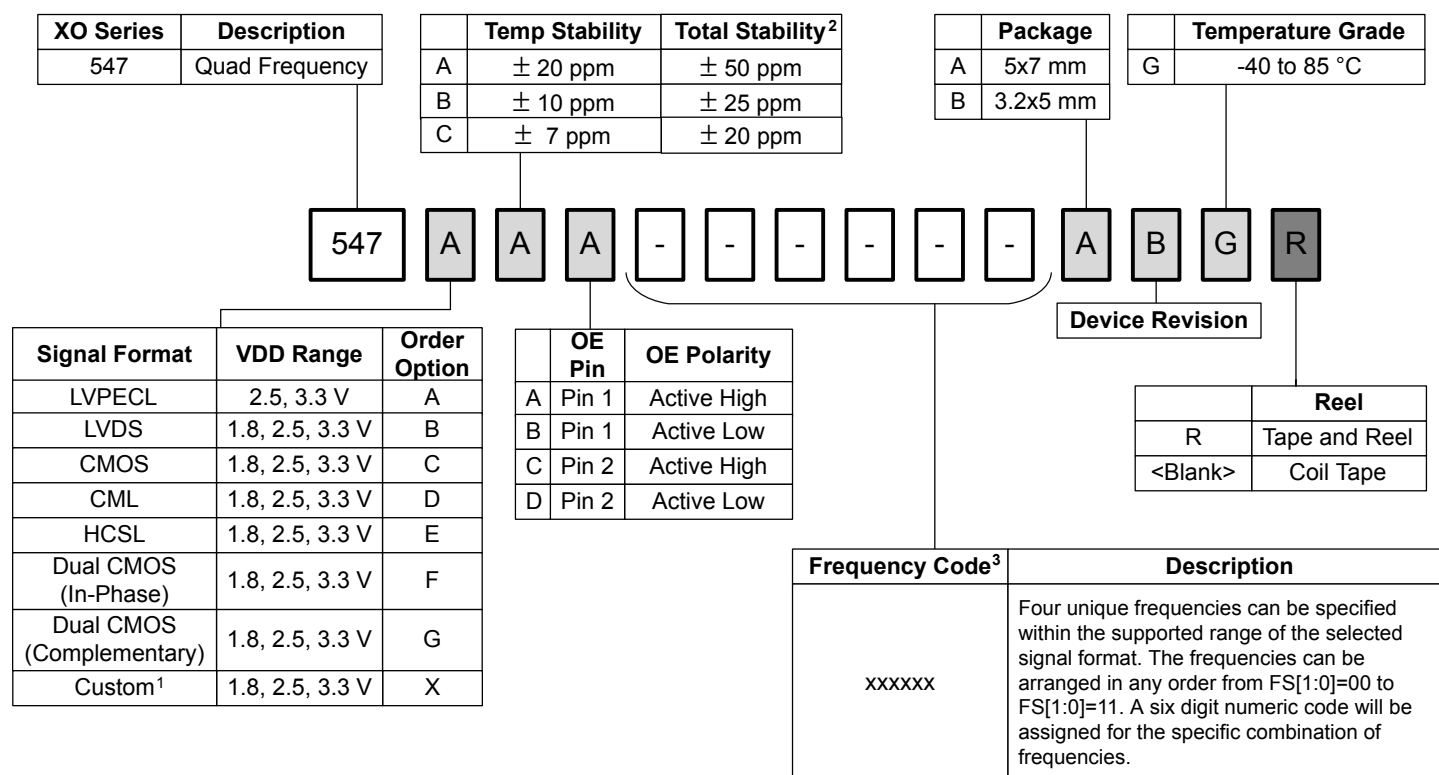 XO Series Description
547 Quad Frequency
Temp Stability Total Stability2
A ± 20 ppm ± 50 ppm
B ± 10 ppm ± 25 ppm
C ± 7 ppm ± 20 ppm
Package
A 5x7 mm
B 3.2x5 mm
Temperature Grade
G -40 to 85 °C
547 A A A - - - - - - A B G R
Device Revision
Signal Format VDD Range Order Option
LVPECL 2.5, 3.3 V A
LVDS 1.8, 2.5, 3.3 V B
CMOS 1.8, 2.5, 3.3 V C
CML 1.8, 2.5, 3.3 V D
HCSL 1.8, 2.5, 3.3 V E
Dual CMOS
(In-Phase) 1.8, 2.5, 3.3 V F
Dual CMOS
(Complementary) 1.8, 2.5, 3.3 V G
Custom1 1.8, 2.5, 3.3 V X
OE Pin OE Polarity
A Pin 1 Active High
B Pin 1 Active Low
C Pin 2 Active High
D Pin 2 Active Low
Reel
R Tape and Reel
<Blank> Coil Tape
Frequency Code3 Description
xxxxxx
Four unique frequencies can be specified
within the supported range of the selected
signal format. The frequencies can be
arranged in any order from FS[1:0]=00 to
FS[1:0]=11. A six digit numeric code will be
assigned for the specific combination of
frequencies.